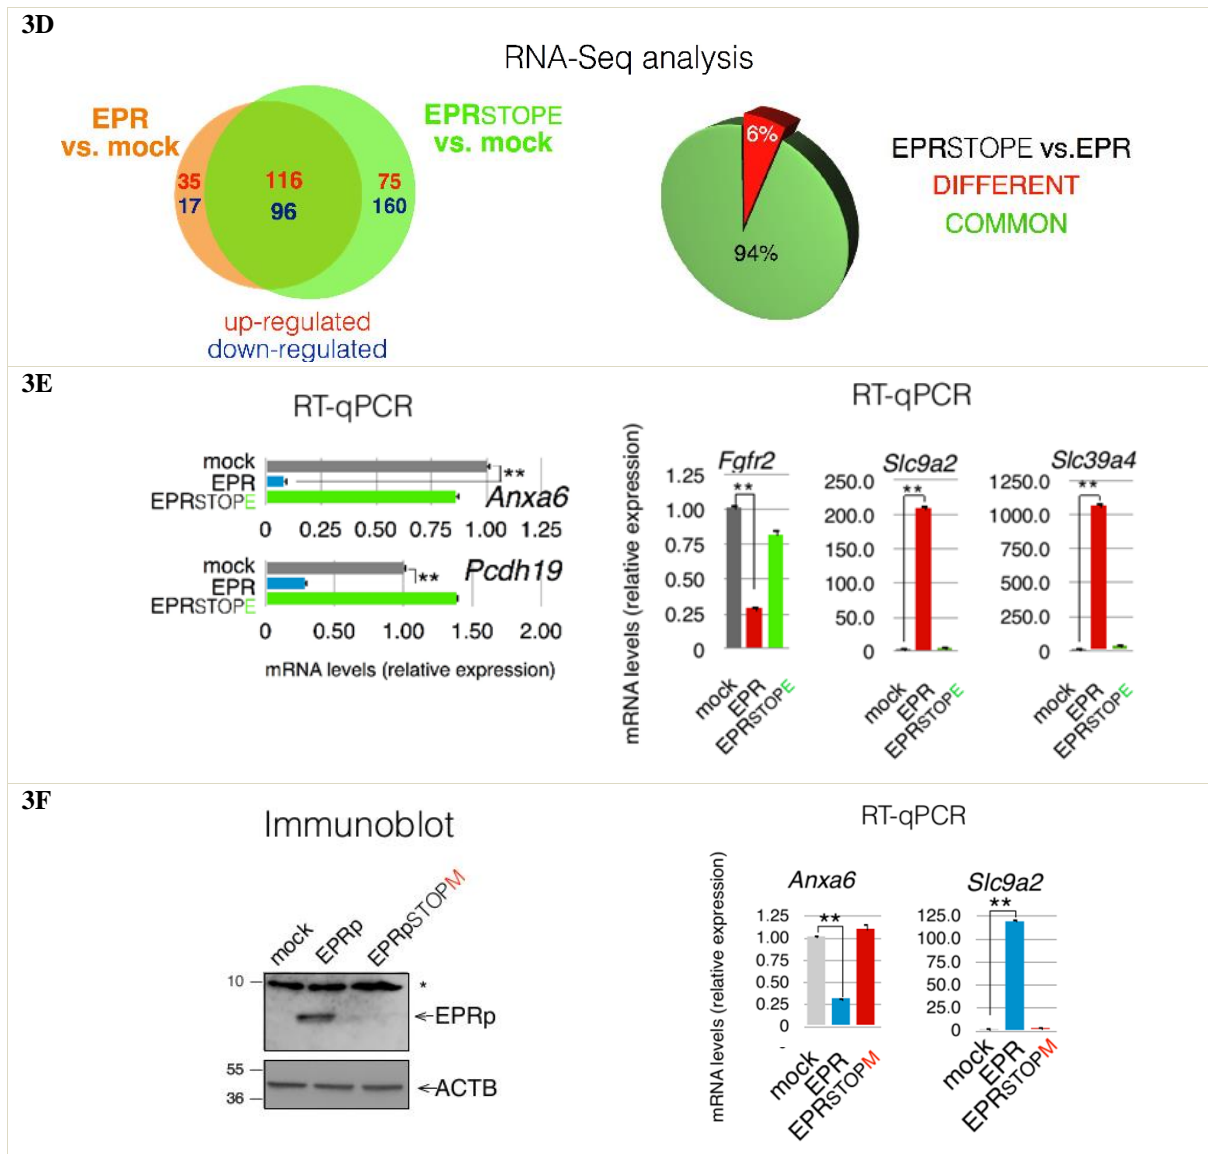 3D
RNA-Seq analysis
EPR
vs. mock
EPRSTOPE
vs. mock
35 116 75
17 96 160
up-regulated
down-regulated
6%
94%
EPRSTOPE vs.EPR
DIFFERENT
COMMON
3E
RT-qPCR
mock
EPR
EPRSTOPE
**
Anxa6
0 0.25 0.50 0.75 1.00 1.25
mock
EPR
EPRSTOPE
**
Pcdh19
0 0.50 1.00 1.50 2.00
mRNA levels (relative expression)
RT-qPCR
mRNA levels (relative expression)
Fgfr2
**
1.25
1.00
0.75
0.50
0.25
0
mock
EPR
EPRSTOPE
Slc9a2
**
250.0
200.0
150.0
100.0
50.0
0
mock
EPR
EPRSTOPE
Slc39a4
**
1250.0
1000.0
750.0
500.0
250.0
0
mock
EPR
EPRSTOPE
3F
Immunoblot
mock
EPRp
EPRpSTOPM
10
*
←EPRp
55
36
←ACTB
RT-qPCR
mRNA levels (relative expression)
Anxa6
**
1.25
1.00
0.75
0.50
0.25
0
-
mock
EPR
EPRSTOPM
Slc9a2
**
125.0
100.0
75.0
50.0
25.0
0
mock
EPR
EPRSTOPM